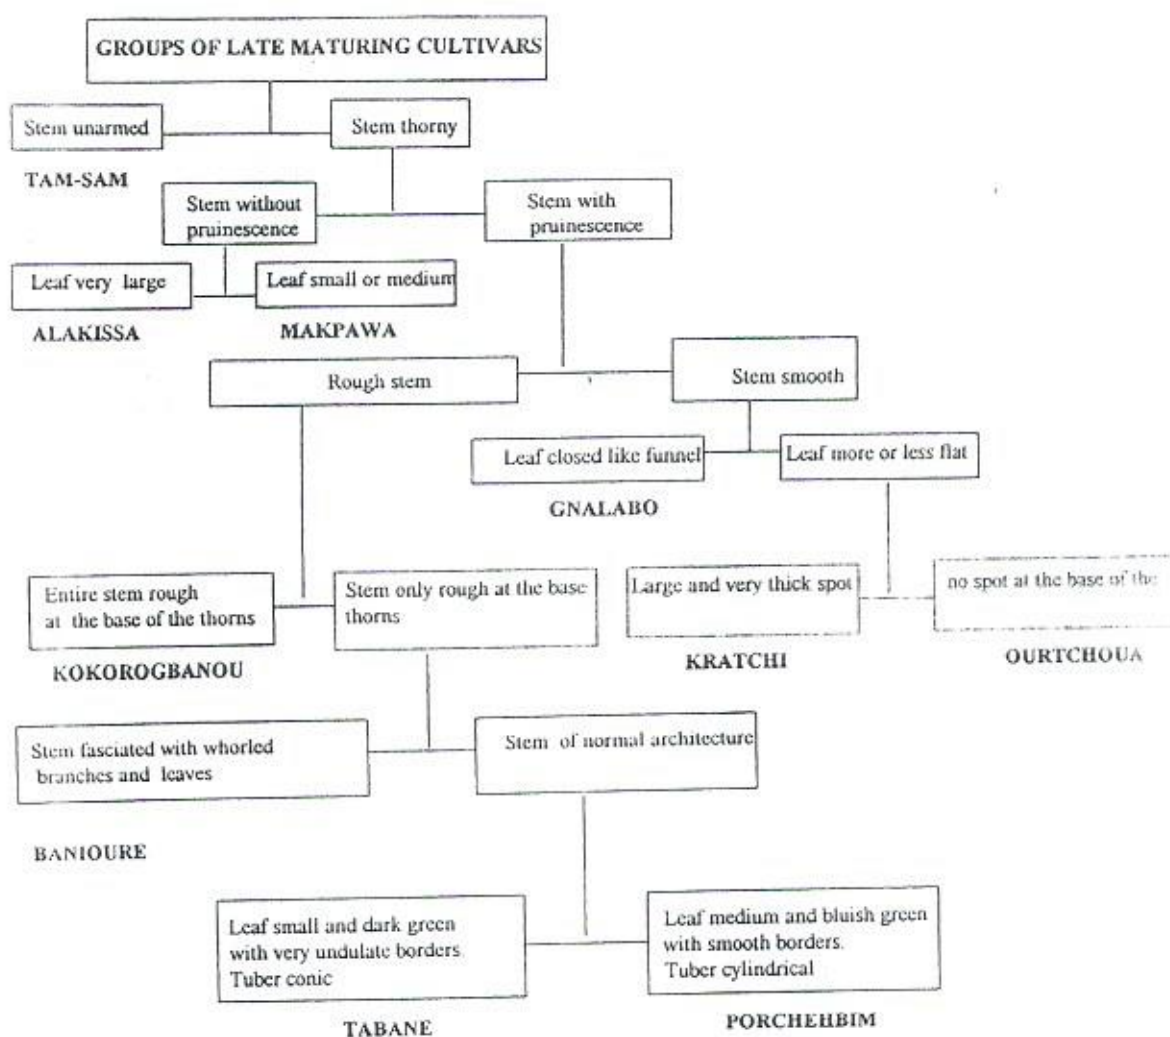 GROUPS OF LATE MATURING CULTIVARS
Stem unarmed
Stem thorny
TAM-SAM
Stem without
pruinescence
Stem with
pruinescence
Leaf very large
Leaf small or medium
ALAKISSA
MAKPAWA
Rough stem
Stem smooth
Leaf closed like funnel
Leaf more or less flat
GNALABO
Entire stem rough
at the base of the thorns
Stem only rough at the base
thorns
Large and very thick spot
no spot at the base of the
KOKOROGBANOU
KRATCHI
OURTCHOUA
Stem fasciated with whorled
branches and leaves
Stem of normal architecture
BANIOURE
Leaf small and dark green
with very undulate borders.
Tuber conic
Leaf medium and bluish green
with smooth borders.
Tuber cylindrical
TABANE
PORCHEHBIM